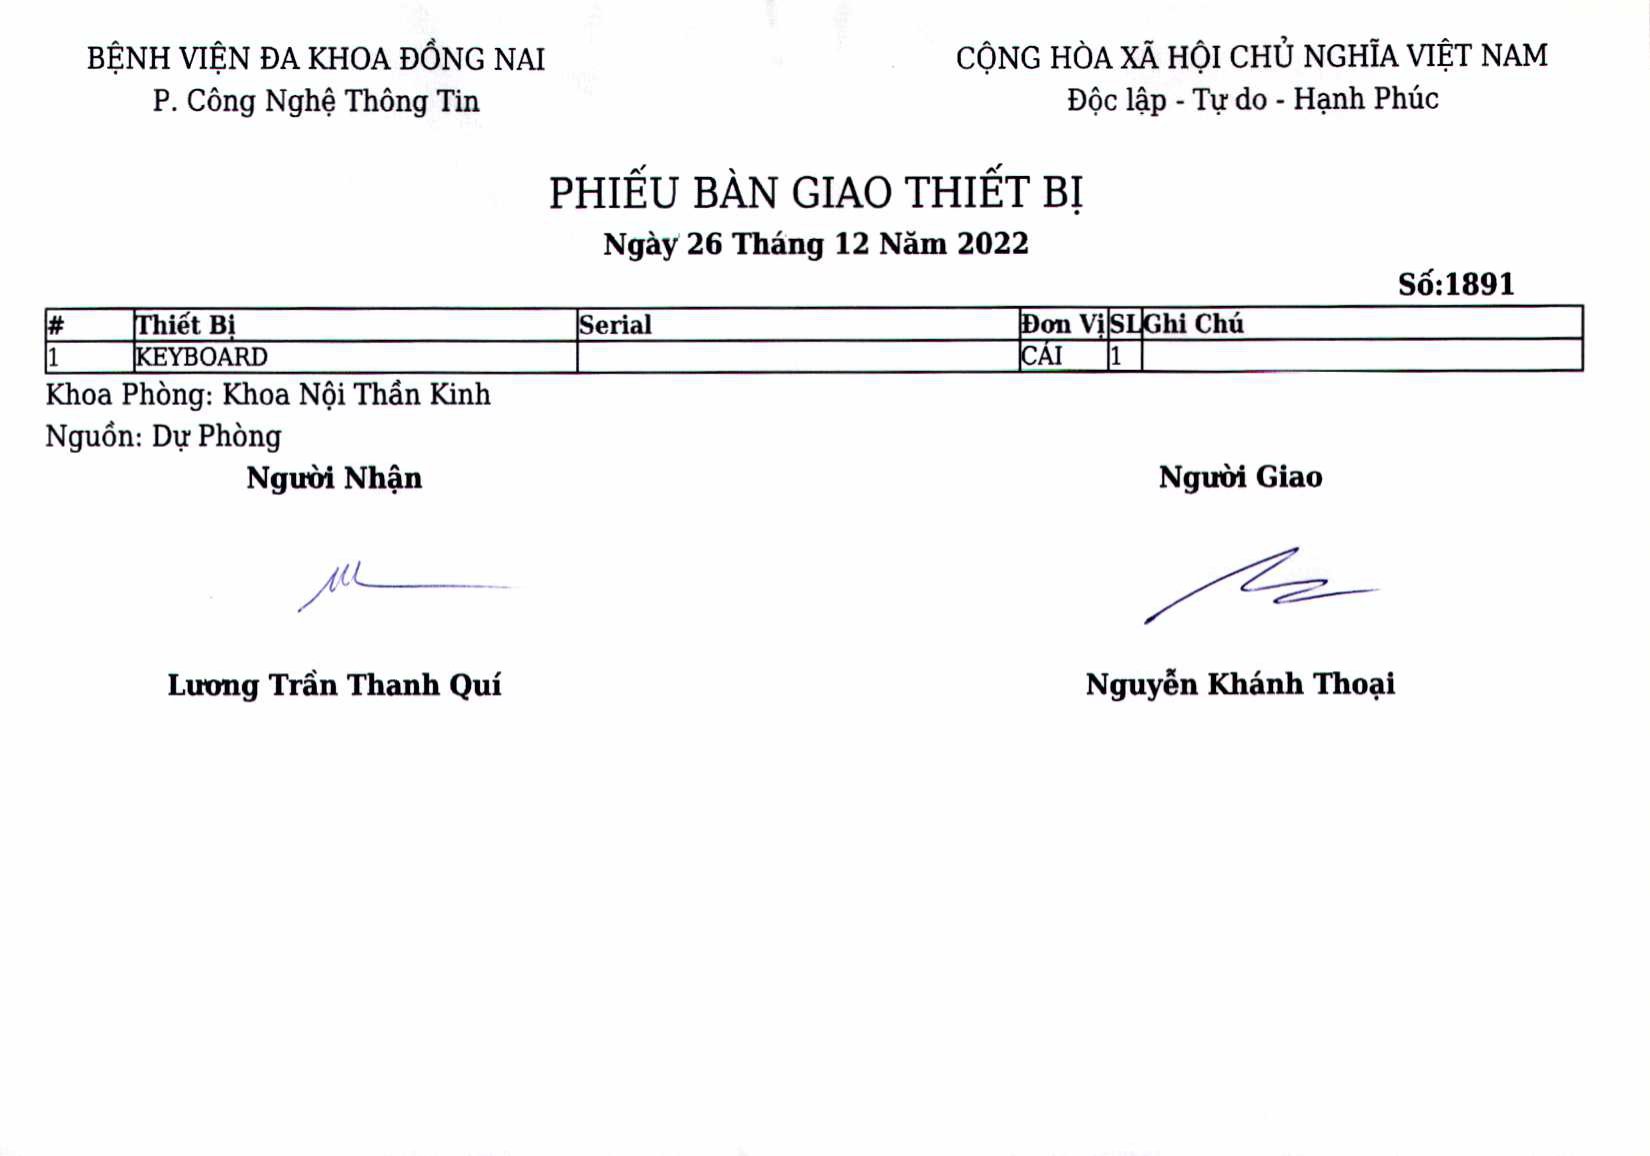 BỆNH VIỆN ĐA KHOA ĐỒNG NAI
P. Công Nghệ Thông Tin
CỘNG HÒA XÃ HỘI CHỦ NGHĨA VIỆT NAM
Độc lập - Tự do - Hạnh Phúc
PHIẾU BÀN GIAO THIẾT BỊ
Ngày 26 Tháng 12 Năm 2022
Số:1891
# Thiết Bị Serial Đơn Vị SL Ghi Chú
1 KEYBOARD CÁI 1
Khoa Phòng: Khoa Nội Thần Kinh
Nguồn: Dự Phòng
Người Nhận Người Giao
Lương Trần Thanh Quí Nguyễn Khánh Thoại